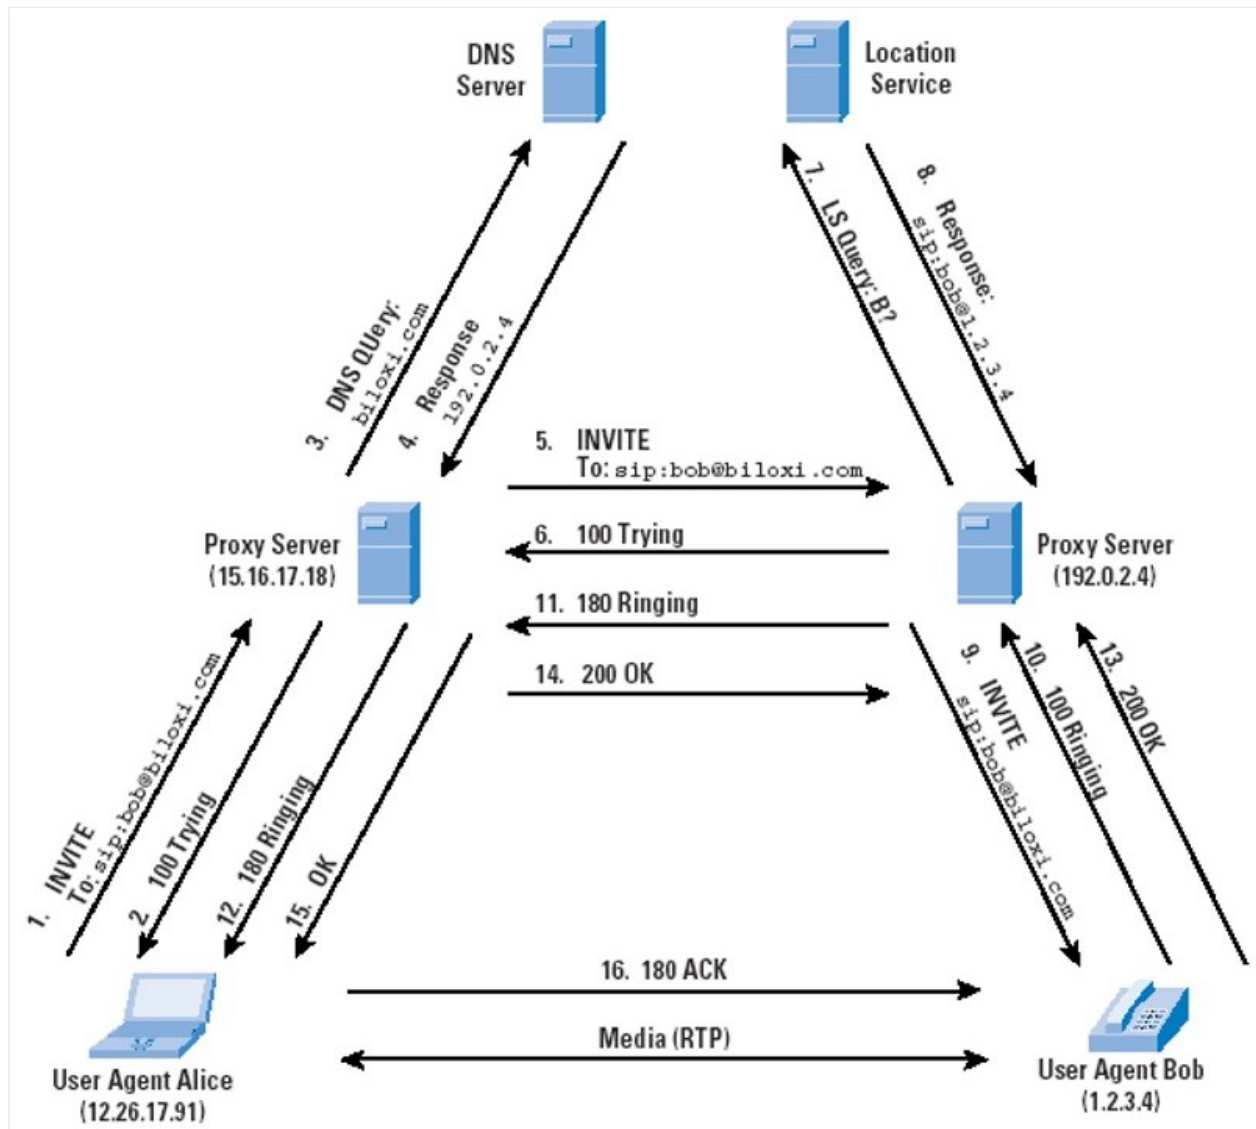 DNS
Server
Location
Service
3. DNS QUery:
biloxi.com
4. Response
192.0.2.4
7. LS Query: B?
8. Response:
sip:bob@1.2.3.4
5. INVITE
To: sip:bob@biloxi.com
6. 100 Trying
11. 180 Ringing
14. 200 OK
Proxy Server
(15.16.17.18)
Proxy Server
(192.0.2.4)
1. INVITE
To: sip:bob@biloxi.com
2. 100 Trying
12. 180 Ringing
15. OK
9. INVITE
sip:bob@biloxi.com
10. 100 Ringing
13. 200 OK
16. 180 ACK
Media (RTP)
User Agent Alice
(12.26.17.91)
User Agent Bob
(1.2.3.4)